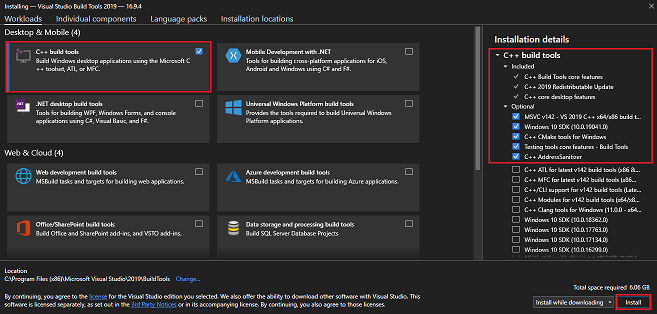 Installing — Visual Studio Build Tools 2019 — 16.9.4
Workloads Individual components Language packs Installation locations
Desktop & Mobile (4)
C++ build tools
Build Windows desktop applications using the Microsoft C
++ toolset, ATL, or MFC.
Mobile Development with .NET
Tools for building cross-platform applications for iOS,
Android and Windows using C# and F#.
.NET desktop build tools
Tools for building WPF, Windows Forms, and console
applications using C#, Visual Basic, and F#.
Universal Windows Platform build tools
Provides the tools required to build Universal Windows
Platform applications.
Web & Cloud (4)
Web development build tools
MSBuild tasks and targets for building web applications.
Azure development build tools
MSBuild tasks and targets for building Azure applications.
Office/SharePoint build tools
Build Office and SharePoint add-ins, and VSTO add-ins.
Data storage and processing build tools
Build SQL Server Database Projects
Location
C:\Program Files (x86)\Microsoft Visual Studio\2019\BuildTools Change...
By continuing, you agree to the license for the Visual Studio edition you selected. We also offer the ability to download other software with Visual Studio. This
software is licensed separately, as set out in the 3rd Party Notices or in its accompanying license. By continuing, you also agree to those licenses.
Installation details
C++ build tools
Included
C++ Build Tools core features
C++ 2019 Redistributable Update
C++ core desktop features
Optional
MSVC v142 - VS 2019 C++ x64/x86 build t...
Windows 10 SDK (10.0.19041.0)
C++ CMake tools for Windows
Testing tools core features - Build Tools
C++ AddressSanitizer
C++ ATL for latest v142 build tools (x86 &...
C++ MFC for latest v142 build tools (x86...
C++/CLI support for v142 build tools (Late...
C++ Modules for v142 build tools (x64/x8...
C++ Clang tools for Windows (11.0.0 - x64...
Windows 10 SDK (10.0.18362.0)
Windows 10 SDK (10.0.17763.0)
Windows 10 SDK (10.0.17134.0)
Windows 10 SDK (10.0.16299.0)
Total space required 6.06 GB
Install while downloading
Install